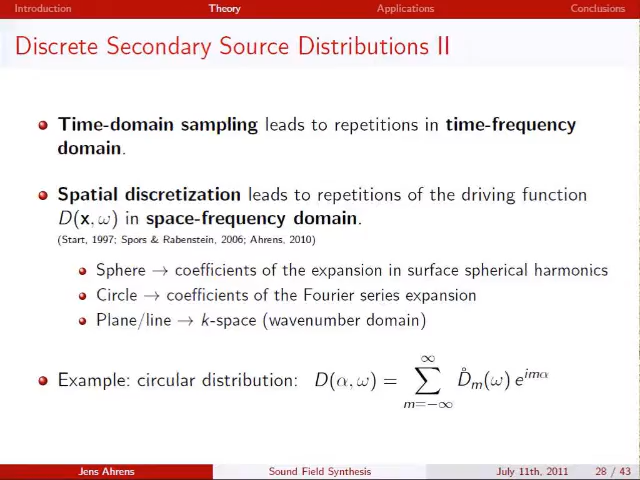 Introduction Theory Applications Conclusions
Discrete Secondary Source Distributions II
Time-domain sampling leads to repetitions in time-frequency
domain.
Spatial discretization leads to repetitions of the driving function
D(x, ω) in space-frequency domain.
(Start, 1997; Spors & Rabenstein, 2006; Ahrens, 2010)
Sphere → coefficients of the expansion in surface spherical harmonics
Circle → coefficients of the Fourier series expansion
Plane/line → k-space (wavenumber domain)
Example: circular distribution: D(α, ω) = ∑_{m=−∞}^{∞} D̊_m(ω) e^{imα}
Jens Ahrens Sound Field Synthesis July 11th, 2011 28 / 43